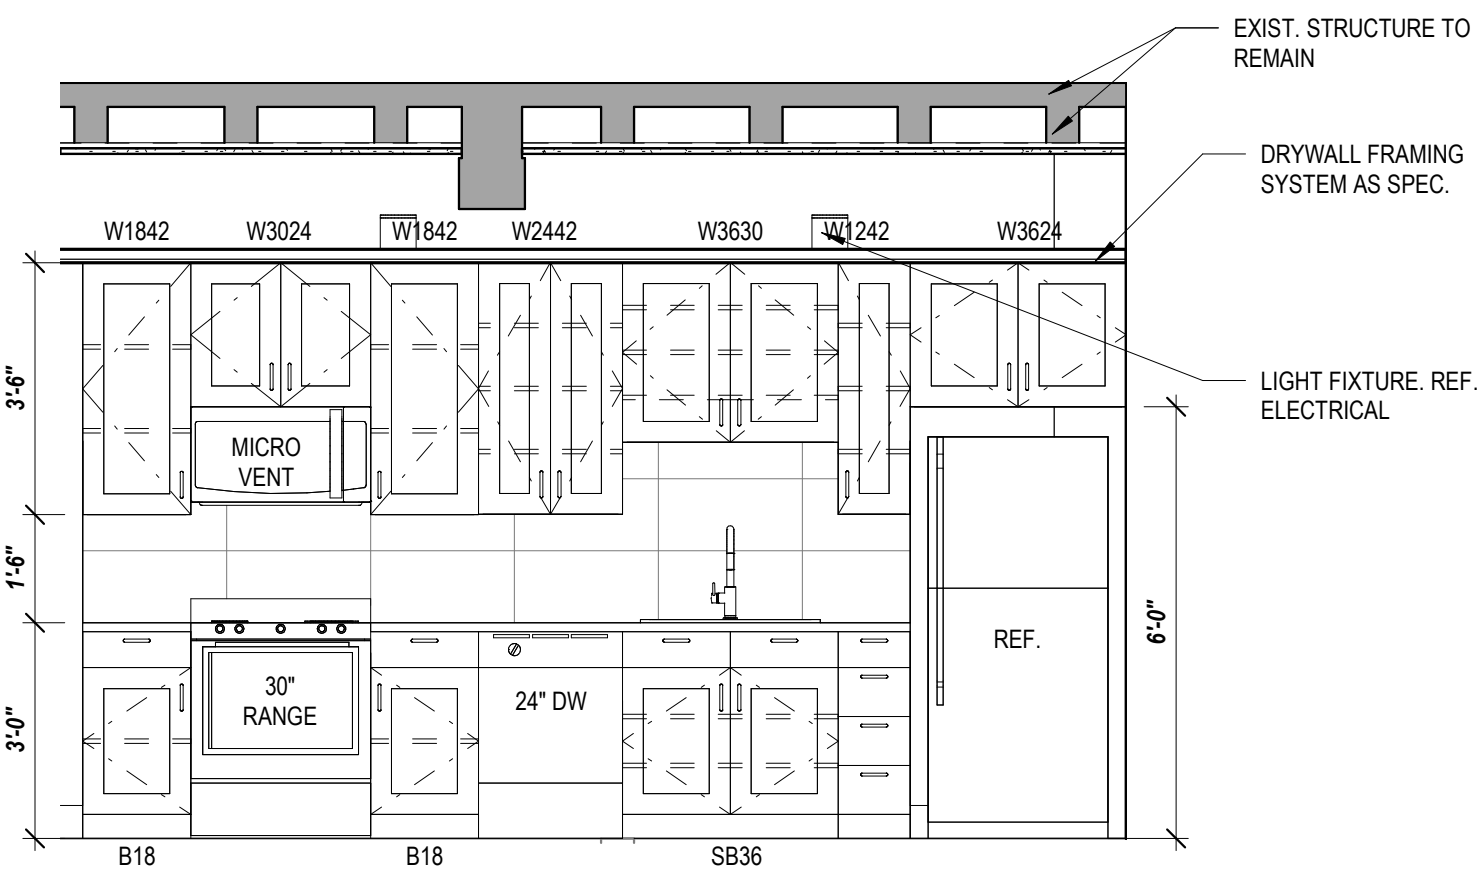 EXIST. STRUCTURE TO
REMAIN
DRYWALL FRAMING
SYSTEM AS SPEC.
W1842
W3024
W1842
W2442
W3630
W1242
W3624
LIGHT FIXTURE. REF.
ELECTRICAL
3'-6"
MICRO
VENT
1'-6"
6'-0"
REF.
3'-0"
30"
RANGE
24" DW
B18
B18
SB36